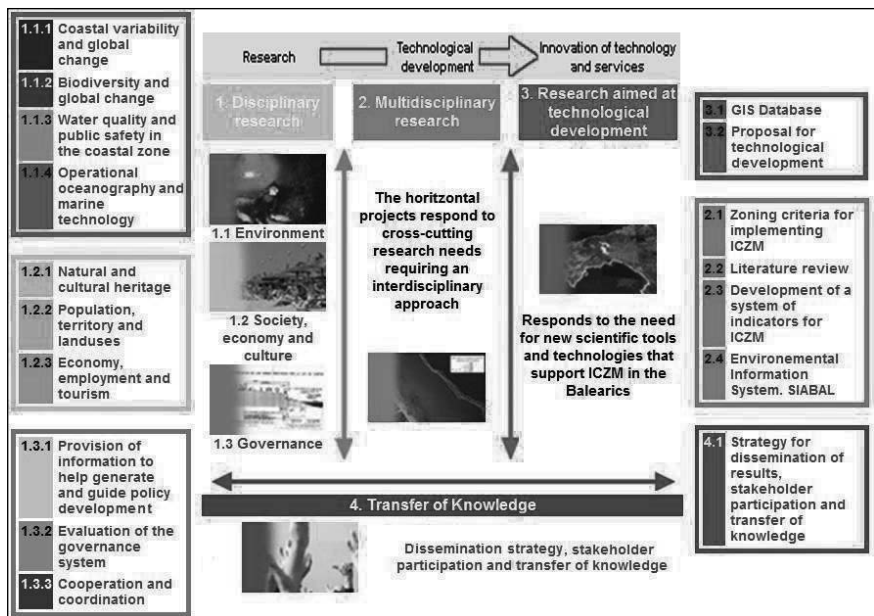 1.1.1 Coastal variability
and global
change
1.1.2 Biodiversity and
global change
1.1.3 Water quality and
public safety in
the coastal zone
1.1.4 Operational
oceanography and
marine
technology
1.2.1 Natural and
cultural heritage
1.2.2 Population,
territory and
landuses
1.2.3 Economy,
employment and
tourism
1.3.1 Provision of
information to
help generate
and guide policy
development
1.3.2 Evaluation of the
governance
system
1.3.3 Cooperation and
coordination
Research
Technological
development
Innovation of technology
and services
1. Disciplinary
research
2. Multidisciplinary
research
3. Research aimed at
technological
development
1.1 Environment
1.2 Society,
economy and
culture
1.3 Governance
The horitzontal
projects respond to
cross-cutting
research needs
requiring an
interdisciplinary
approach
Responds to the need
for new scientific tools
and technologies that
support ICZM in the
Balearics
4. Transfer of Knowledge
Dissemination strategy, stakeholder
participation and transfer of knowledge
3.1 GIS Database
3.2 Proposal for
technological
development
2.1 Zoning criteria for
implementing
ICZM
2.2 Literature review
2.3 Development of a
system of
indicators for
ICZM
2.4 Environemental
Information
System. SIABAL
4.1 Strategy for
dissemination of
results,
stakeholder
participation and
transfer of
knowledge